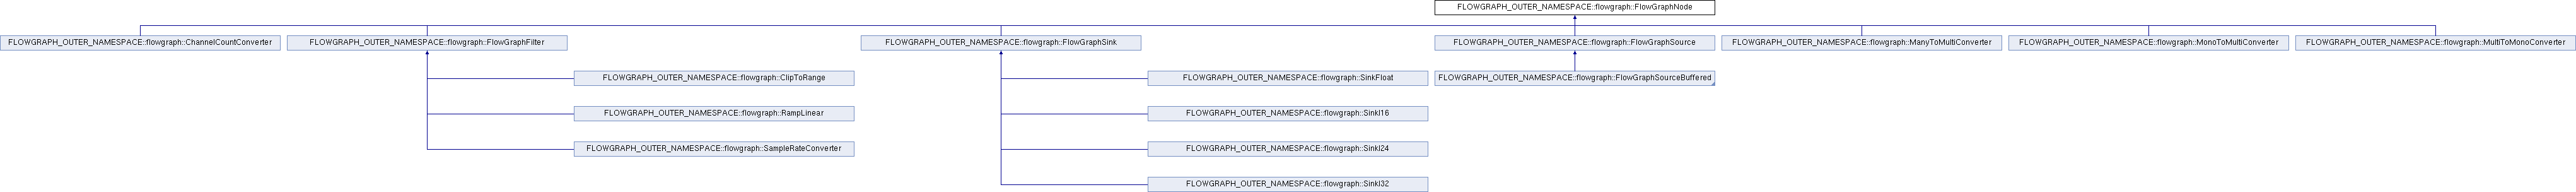 FLOWGRAPH_OUTER_NAMESPACE::flowgraph::FlowGraphNode
FLOWGRAPH_OUTER_NAMESPACE::flowgraph::ChannelCountConverter
FLOWGRAPH_OUTER_NAMESPACE::flowgraph::FlowGraphFilter
FLOWGRAPH_OUTER_NAMESPACE::flowgraph::FlowGraphSink
FLOWGRAPH_OUTER_NAMESPACE::flowgraph::FlowGraphSource
FLOWGRAPH_OUTER_NAMESPACE::flowgraph::ManyToMultiConverter
FLOWGRAPH_OUTER_NAMESPACE::flowgraph::MonoToMultiConverter
FLOWGRAPH_OUTER_NAMESPACE::flowgraph::MultiToMonoConverter
FLOWGRAPH_OUTER_NAMESPACE::flowgraph::ClipToRange
FLOWGRAPH_OUTER_NAMESPACE::flowgraph::SinkFloat
FLOWGRAPH_OUTER_NAMESPACE::flowgraph::FlowGraphSourceBuffered
FLOWGRAPH_OUTER_NAMESPACE::flowgraph::RampLinear
FLOWGRAPH_OUTER_NAMESPACE::flowgraph::SinkI16
FLOWGRAPH_OUTER_NAMESPACE::flowgraph::SampleRateConverter
FLOWGRAPH_OUTER_NAMESPACE::flowgraph::SinkI24
FLOWGRAPH_OUTER_NAMESPACE::flowgraph::SinkI32